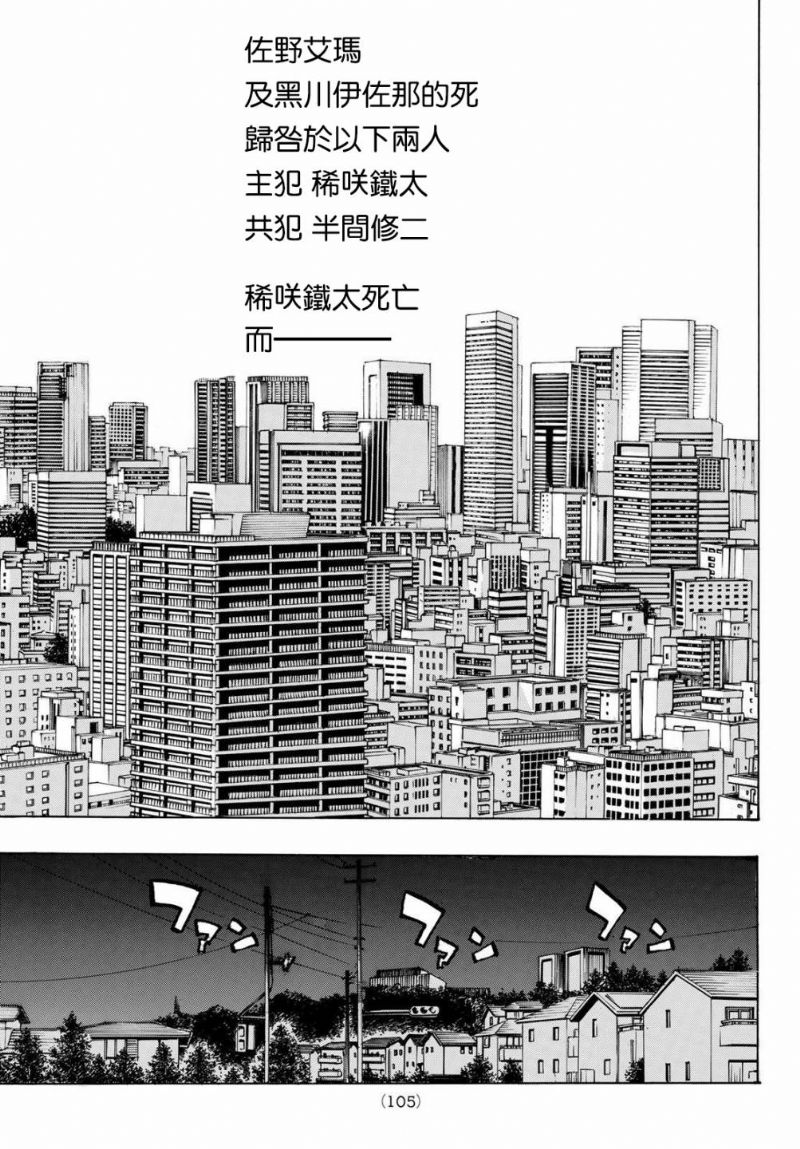 佐野艾瑪
及黑川伊佐那的死
歸咎於以下兩人
主犯 稀咲鐵太
共犯 半間修二
稀咲鐵太死亡
而————
ファン
ファン
ファン
(105)